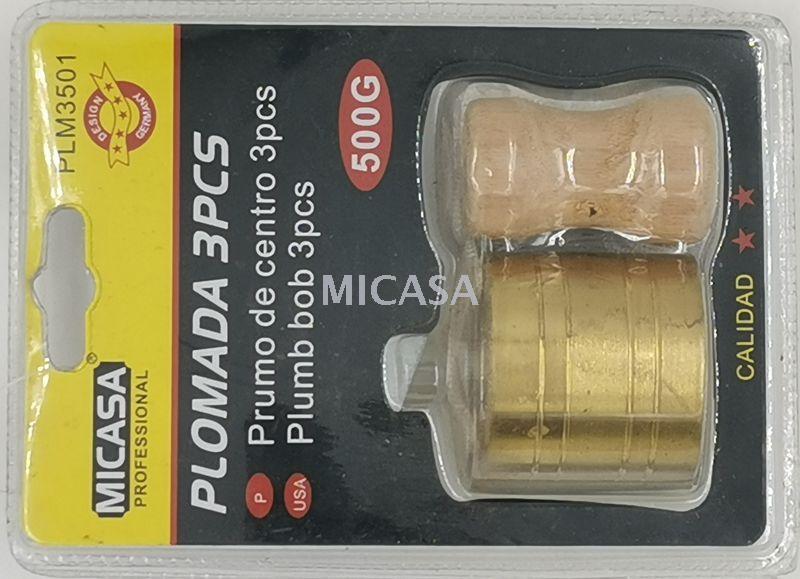 PLM3501
DESIGN
GERMANY
MICASA®
PROFESSIONAL
PLOMADA 3PCS
P Prumo de centro 3pcs
USA Plumb bob 3pcs
500G
CALIDAD
MICASA